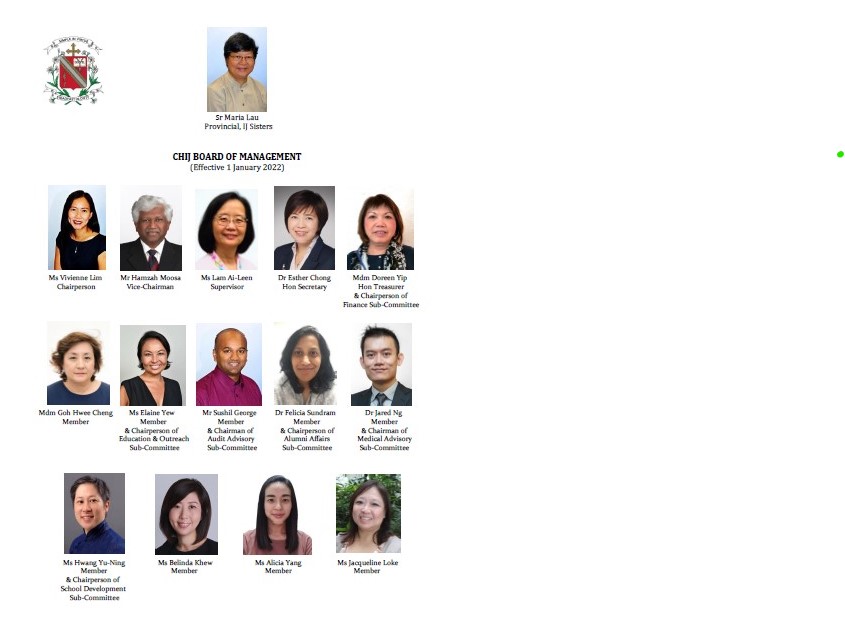 Sr Maria Lau
Provincial, IJ Sisters
CHIJ BOARD OF MANAGEMENT
(Effective 1 January 2022)
Ms Vivienne Lim
Chairperson
Mr Hamzah Moosa
Vice-Chairman
Ms Lam Ai-Leen
Supervisor
Dr Esther Chong
Hon Secretary
Mdm Doreen Yip
Hon Treasurer
& Chairperson of
Finance Sub-Committee
Mdm Goh Hwee Cheng
Member
Ms Elaine Yew
Member
& Chairperson of
Education & Outreach
Sub-Committee
Mr Sushil George
Member
& Chairman of
Audit Advisory
Sub-Committee
Dr Felicia Sundram
Member
& Chairperson of
Alumni Affairs
Sub-Committee
Dr Jared Ng
Member
& Chairman of
Medical Advisory
Sub-Committee
Ms Hwang Yu-Ning
Member
& Chairperson of
School Development
Sub-Committee
Ms Belinda Khew
Member
Ms Alicia Yang
Member
Ms Jacqueline Loke
Member